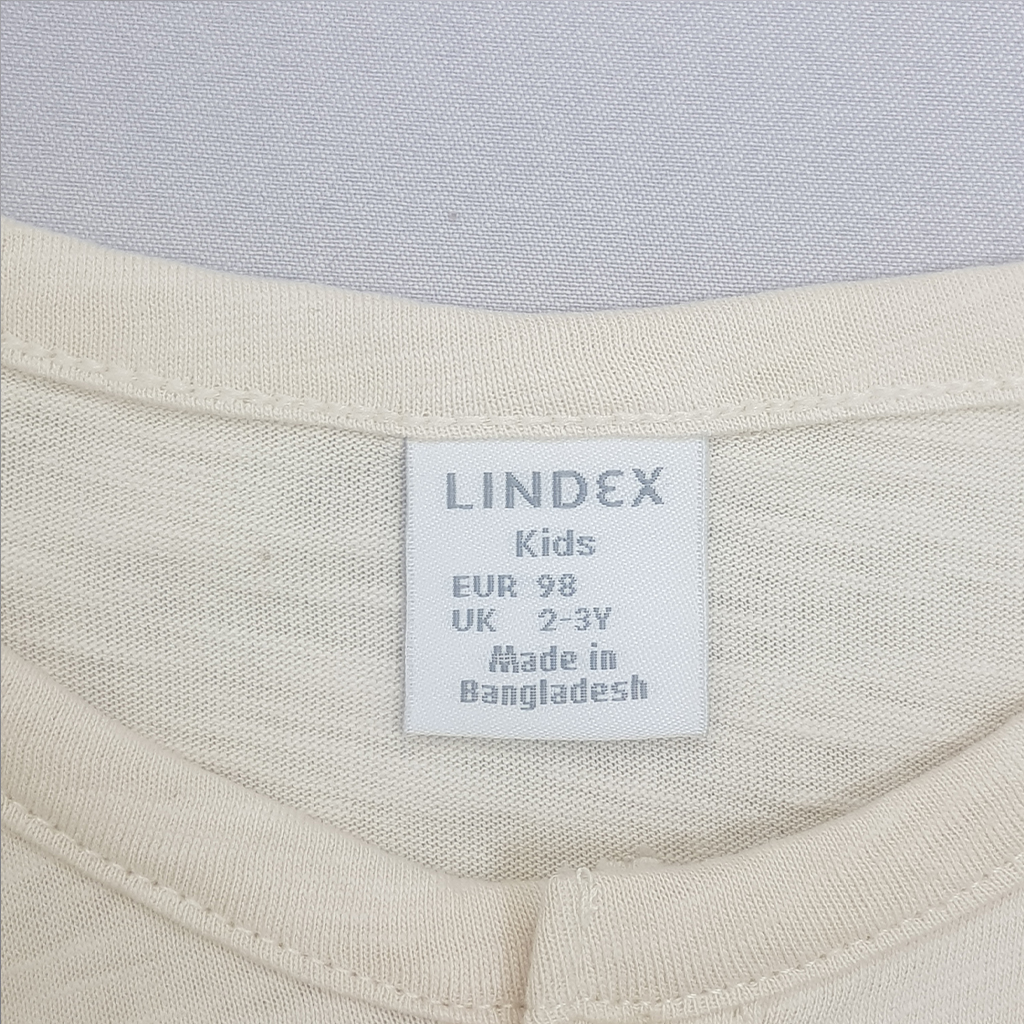 LINDEX
Kids
EUR 98
UK 2-3Y
Made in
Bangladesh